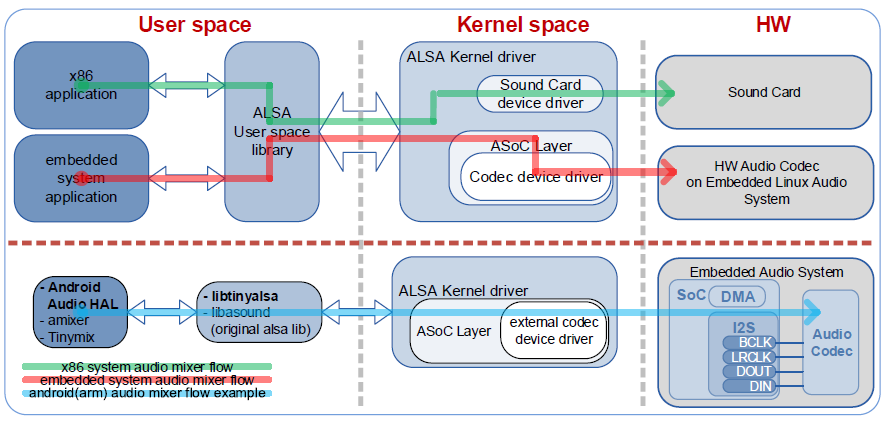 User space
Kernel space
HW
x86
application
ALSA
User space
library
embedded
system
application
ALSA Kernel driver
Sound Card
device driver
ASoC Layer
Codec device driver
Sound Card
HW Audio Codec
on Embedded Linux Audio
System
- Android
Audio HAL
- amixer
- Tinymix
- libtinyalsa
- libasound
(original alsa lib)
ALSA Kernel driver
ASoC Layer
external codec
device driver
Embedded Audio System
SoC
DMA
I2S
BCLK
LRCLK
DOUT
DIN
Audio
Codec
x86 system audio mixer flow
embedded system audio mixer flow
android(arm) audio mixer flow example